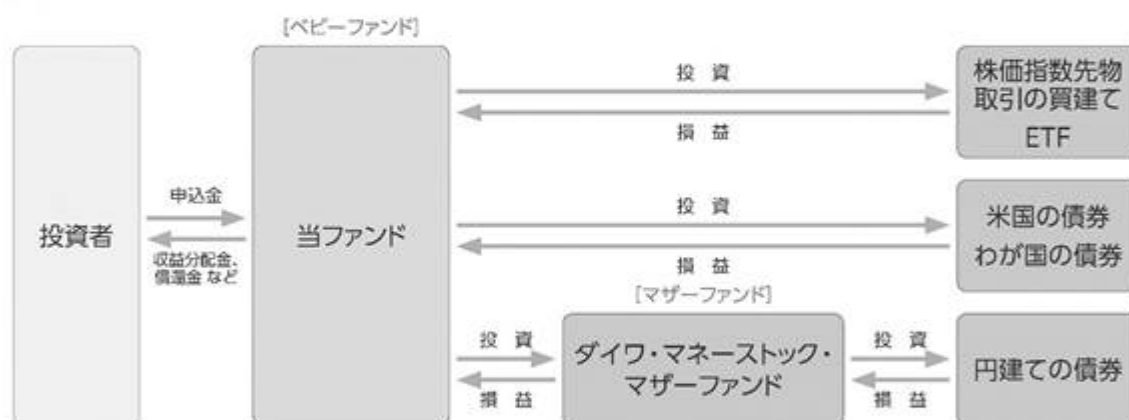 [ベビーファンド]
投資者
申込金
収益分配金、
償還金 など
当ファンド
投 資
損 益
株価指数先物
取引の買建て
ETF
投 資
損 益
米国の債券
わが国の債券
[マザーファンド]
投 資
損 益
ダイワ・マネーストック・
マザーファンド
投 資
損 益
円建ての債券